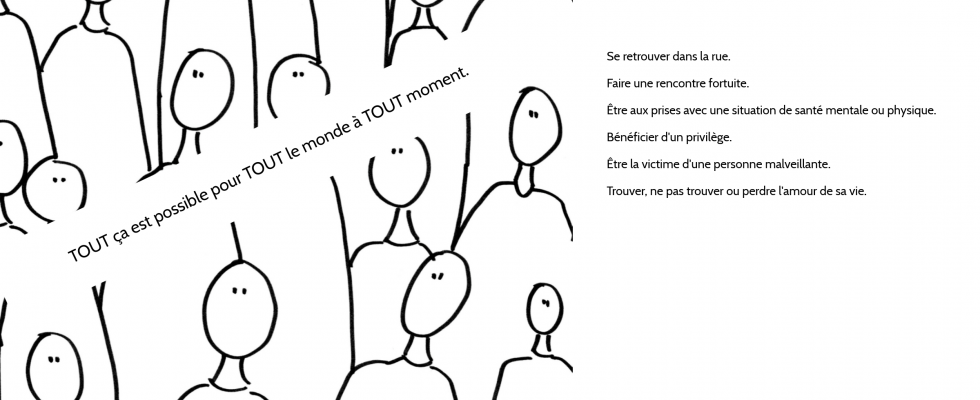 TOUT ça est possible pour TOUT le monde à TOUT moment.
Se retrouver dans la rue.
Faire une rencontre fortuite.
Être aux prises avec une situation de santé mentale ou physique.
Bénéficier d'un privilège.
Être la victime d'une personne malveillante.
Trouver, ne pas trouver ou perdre l'amour de sa vie.